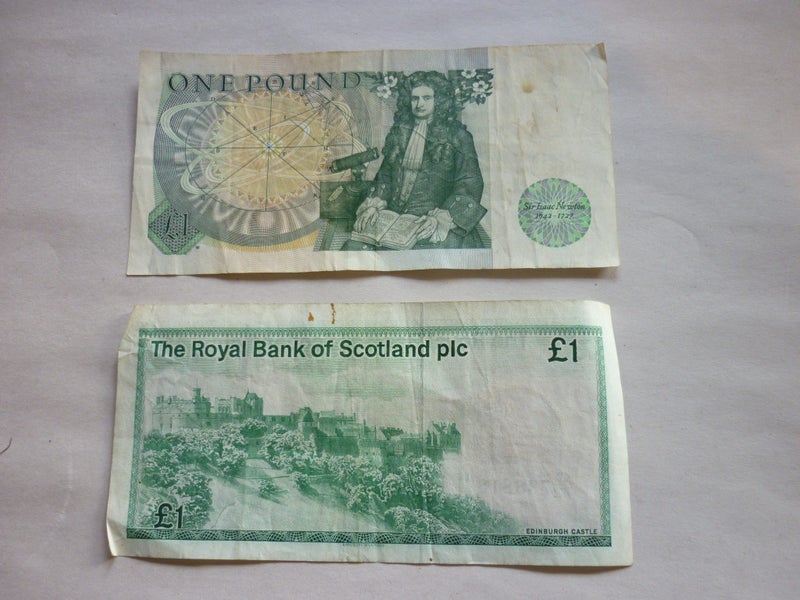 ONE POUND
£1
Sir Isaac Newton
1642-1727
The Royal Bank of Scotland plc
£1
£1
EDINBURGH CASTLE